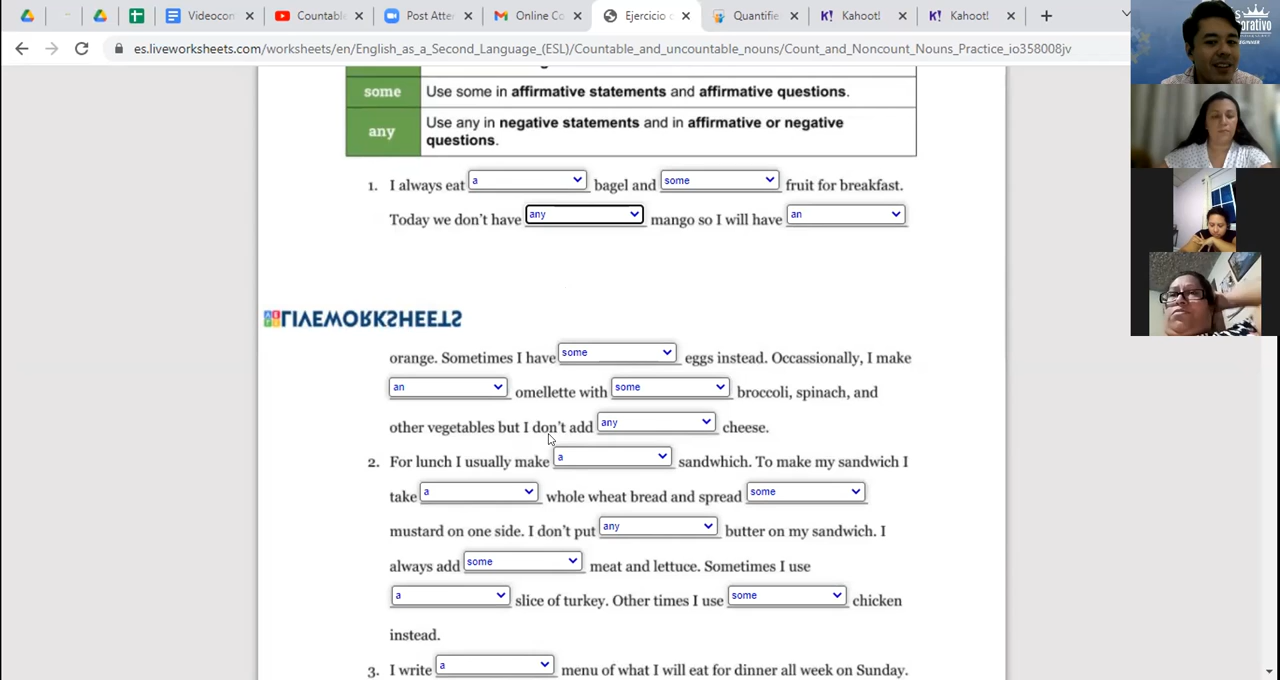 Videocon
Countable
Post Atte
Online Co
Ejercicio d
Quantifie
Kahoot!
Kahoot!
es.liveworksheets.com/worksheets/en/English_as_a_Second_Language_(ESL)/Countable_and_uncountable_nouns/Count_and_Noncount_Nouns_Practice_io358008jv
some Use some in affirmative statements and affirmative questions.
any Use any in negative statements and in affirmative or negative
questions.
1. I always eat a bagel and some fruit for breakfast.
Today we don't have any mango so I will have an
LIVEWORKSHEETS
orange. Sometimes I have some eggs instead. Occassionally, I make
an omellette with some broccoli, spinach, and
other vegetables but I don't add any cheese.
2. For lunch I usually make a sandwhich. To make my sandwich I
take a whole wheat bread and spread some
mustard on one side. I don't put any butter on my sandwich. I
always add some meat and lettuce. Sometimes I use
a slice of turkey. Other times I use some chicken
instead.
3. I write a menu of what I will eat for dinner all week on Sunday.